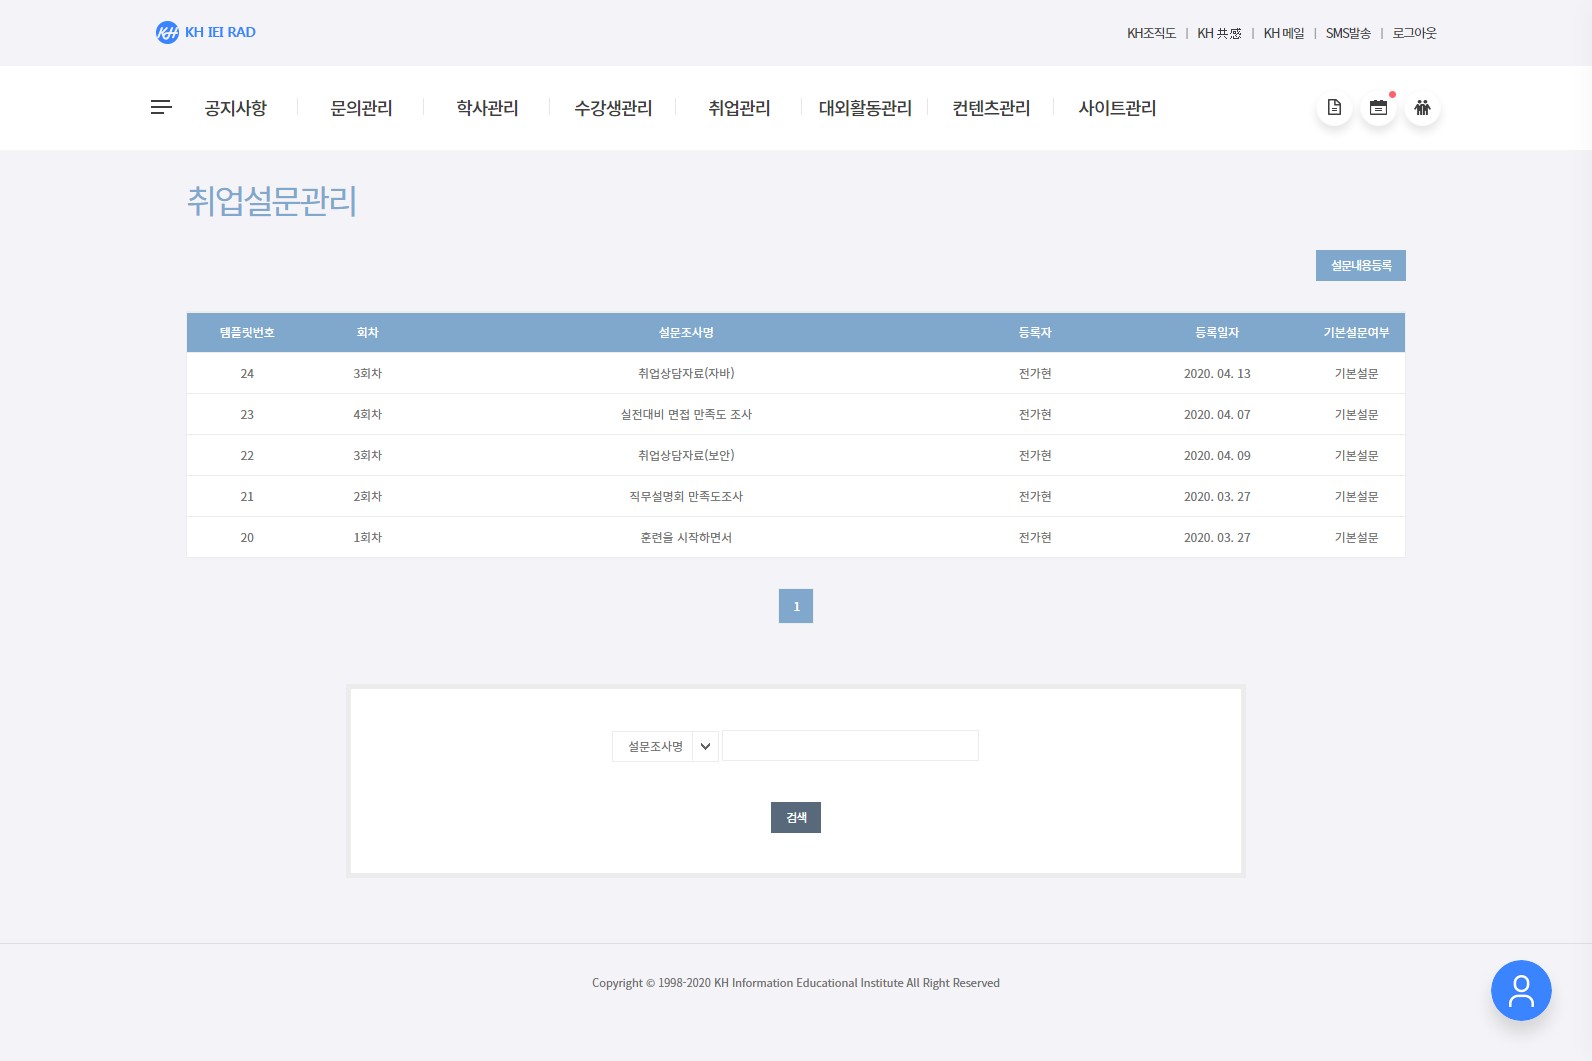 KH KH IEI RAD
KH조직도 | KH 共感 | KH 메일 | SMS발송 | 로그아웃
공지사항 문의관리 학사관리 수강생관리 취업관리 대외활동관리 컨텐츠관리 사이트관리
취업설문관리
설문내용등록
템플릿번호 회차 설문조사명 등록자 등록일자 기본설문여부
24 3회차 취업상담자료(자바) 전가현 2020. 04. 13 기본설문
23 4회차 실전대비 면접 만족도 조사 전가현 2020. 04. 07 기본설문
22 3회차 취업상담자료(보안) 전가현 2020. 04. 09 기본설문
21 2회차 직무설명회 만족도조사 전가현 2020. 03. 27 기본설문
20 1회차 훈련을 시작하면서 전가현 2020. 03. 27 기본설문
1
설문조사명
검색
Copyright © 1998-2020 KH Information Educational Institute All Right Reserved